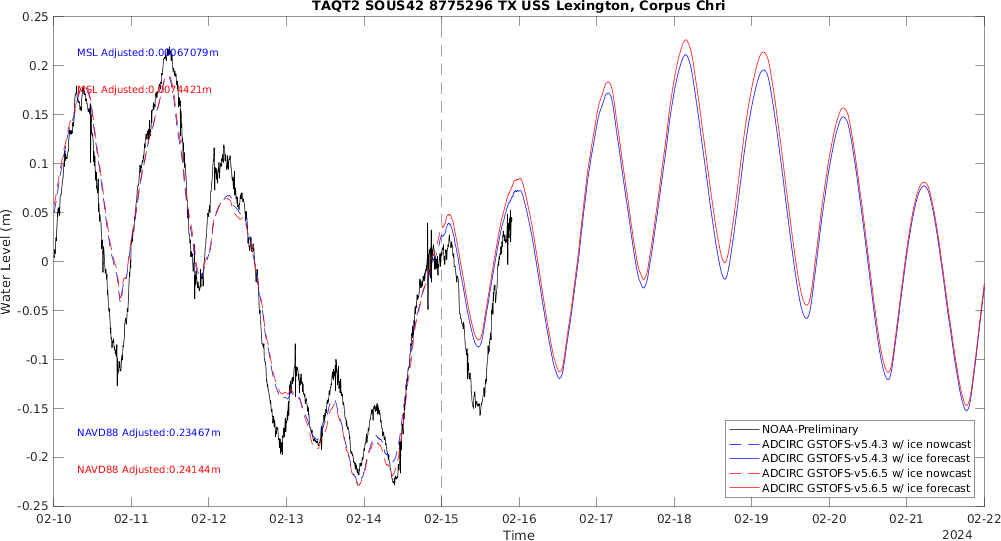 TAQT2 SOUS42 8775296 TX USS Lexington, Corpus Chri
0.25
0.2
0.15
0.1
0.05
0
-0.05
-0.1
-0.15
-0.2
-0.25
Water Level (m)
MSL Adjusted:0.00067079m
MSL Adjusted:0.0074421m
NAVD88 Adjusted:0.23467m
NAVD88 Adjusted:0.24144m
NOAA-Preliminary
ADCIRC GSTOFS-v5.4.3 w/ ice nowcast
ADCIRC GSTOFS-v5.4.3 w/ ice forecast
ADCIRC GSTOFS-v5.6.5 w/ ice nowcast
ADCIRC GSTOFS-v5.6.5 w/ ice forecast
02-10 02-11 02-12 02-13 02-14 02-15 02-16 02-17 02-18 02-19 02-20 02-21 02-22
Time
2024